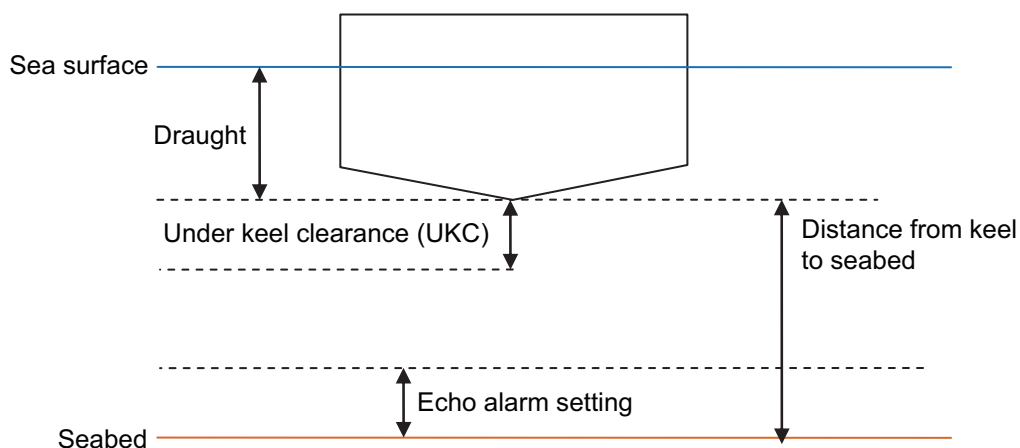 Sea surface
Draught
Under keel clearance (UKC)
Distance from keel
to seabed
Echo alarm setting
Seabed